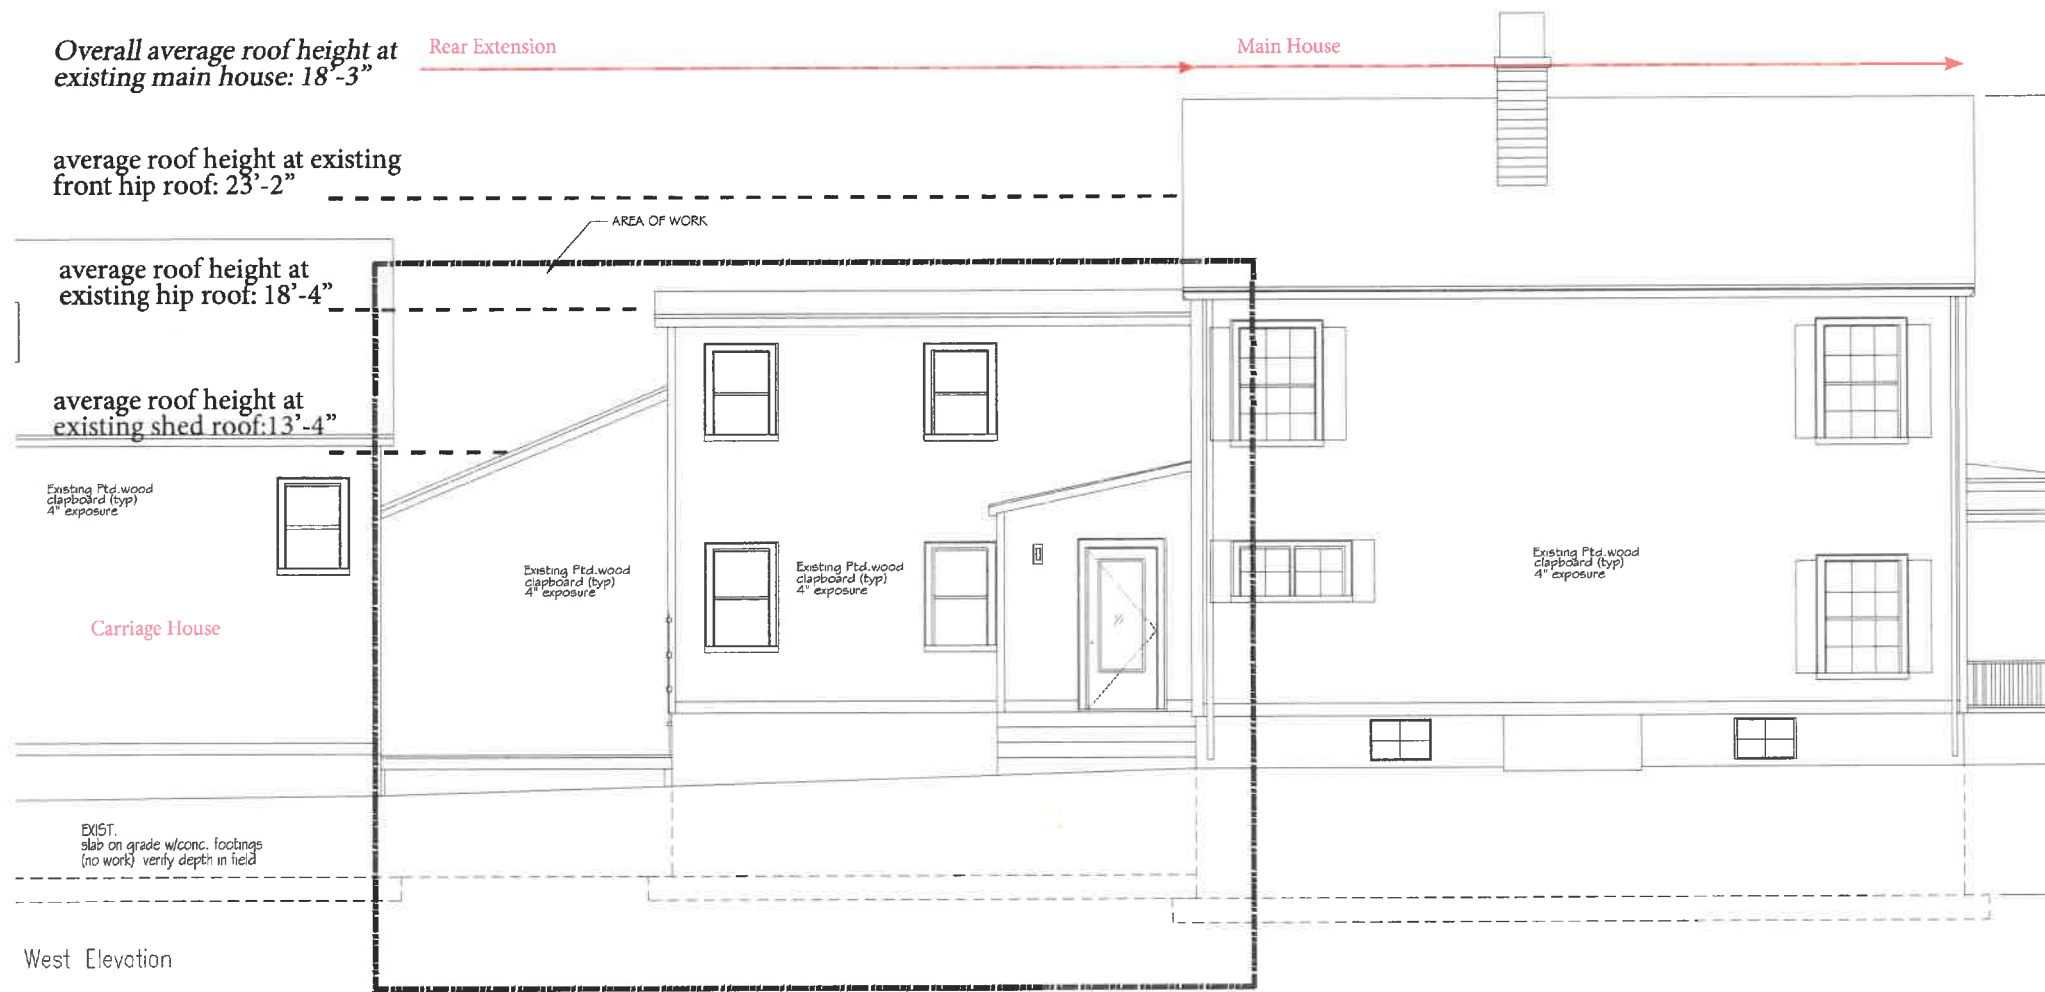 Overall average roof height at
existing main house: 18'-3”
Rear Extension
Main House
average roof height at existing
front hip roof: 23’-2”
AREA OF WORK
average roof height at
existing hip roof: 18’-4”
average roof height at
existing shed roof:13’-4”
Existing Ptd.wood
clapboard (typ)
4" exposure
Existing Ptd.wood
clapboard (typ)
4" exposure
Existing Ptd.wood
clapboard (typ)
4" exposure
Existing Ptd.wood
clapboard (typ)
4" exposure
Carriage House
EXIST.
slab on grade w/conc. footings
(no work) verify depth in field
West Elevation